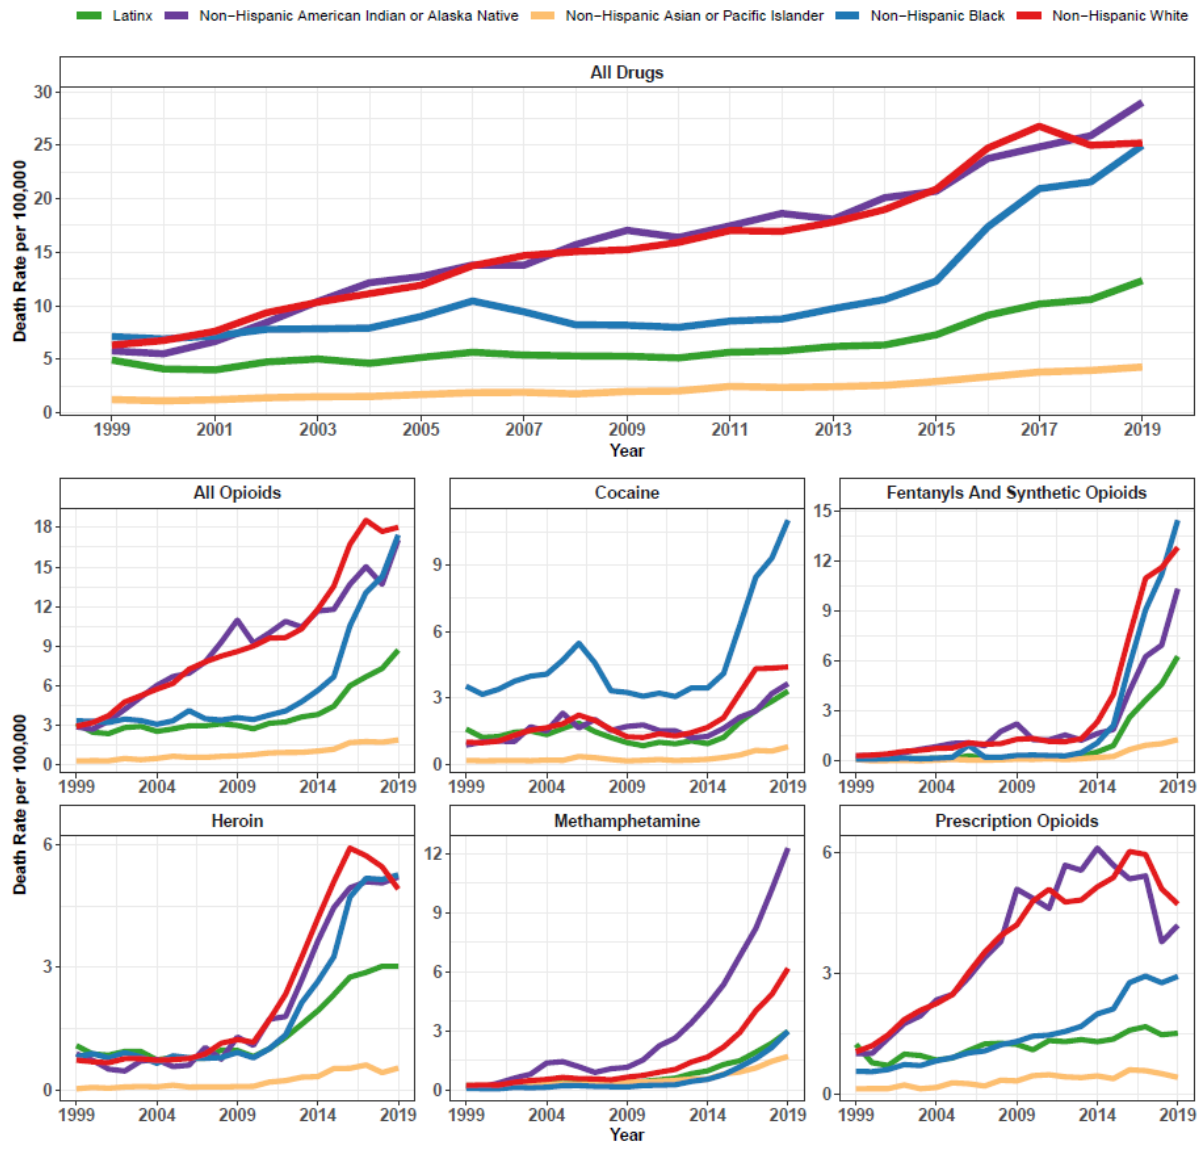 Latinx Non−Hispanic American Indian or Alaska Native Non−Hispanic Asian or Pacific Islander Non−Hispanic Black Non−Hispanic White
All Drugs
Death Rate per 100,000
30
25
20
15
10
5
0
1999 2001 2003 2005 2007 2009 2011 2013 2015 2017 2019
Year
Death Rate per 100,000
All Opioids
18
15
12
9
6
3
0
1999 2004 2009 2014 2019
Cocaine
9
6
3
0
1999 2004 2009 2014 2019
Fentanyls And Synthetic Opioids
15
12
9
6
3
0
1999 2004 2009 2014 2019
Heroin
6
3
0
1999 2004 2009 2014 2019
Methamphetamine
12
9
6
3
0
1999 2004 2009 2014 2019
Prescription Opioids
6
3
0
1999 2004 2009 2014 2019
Year